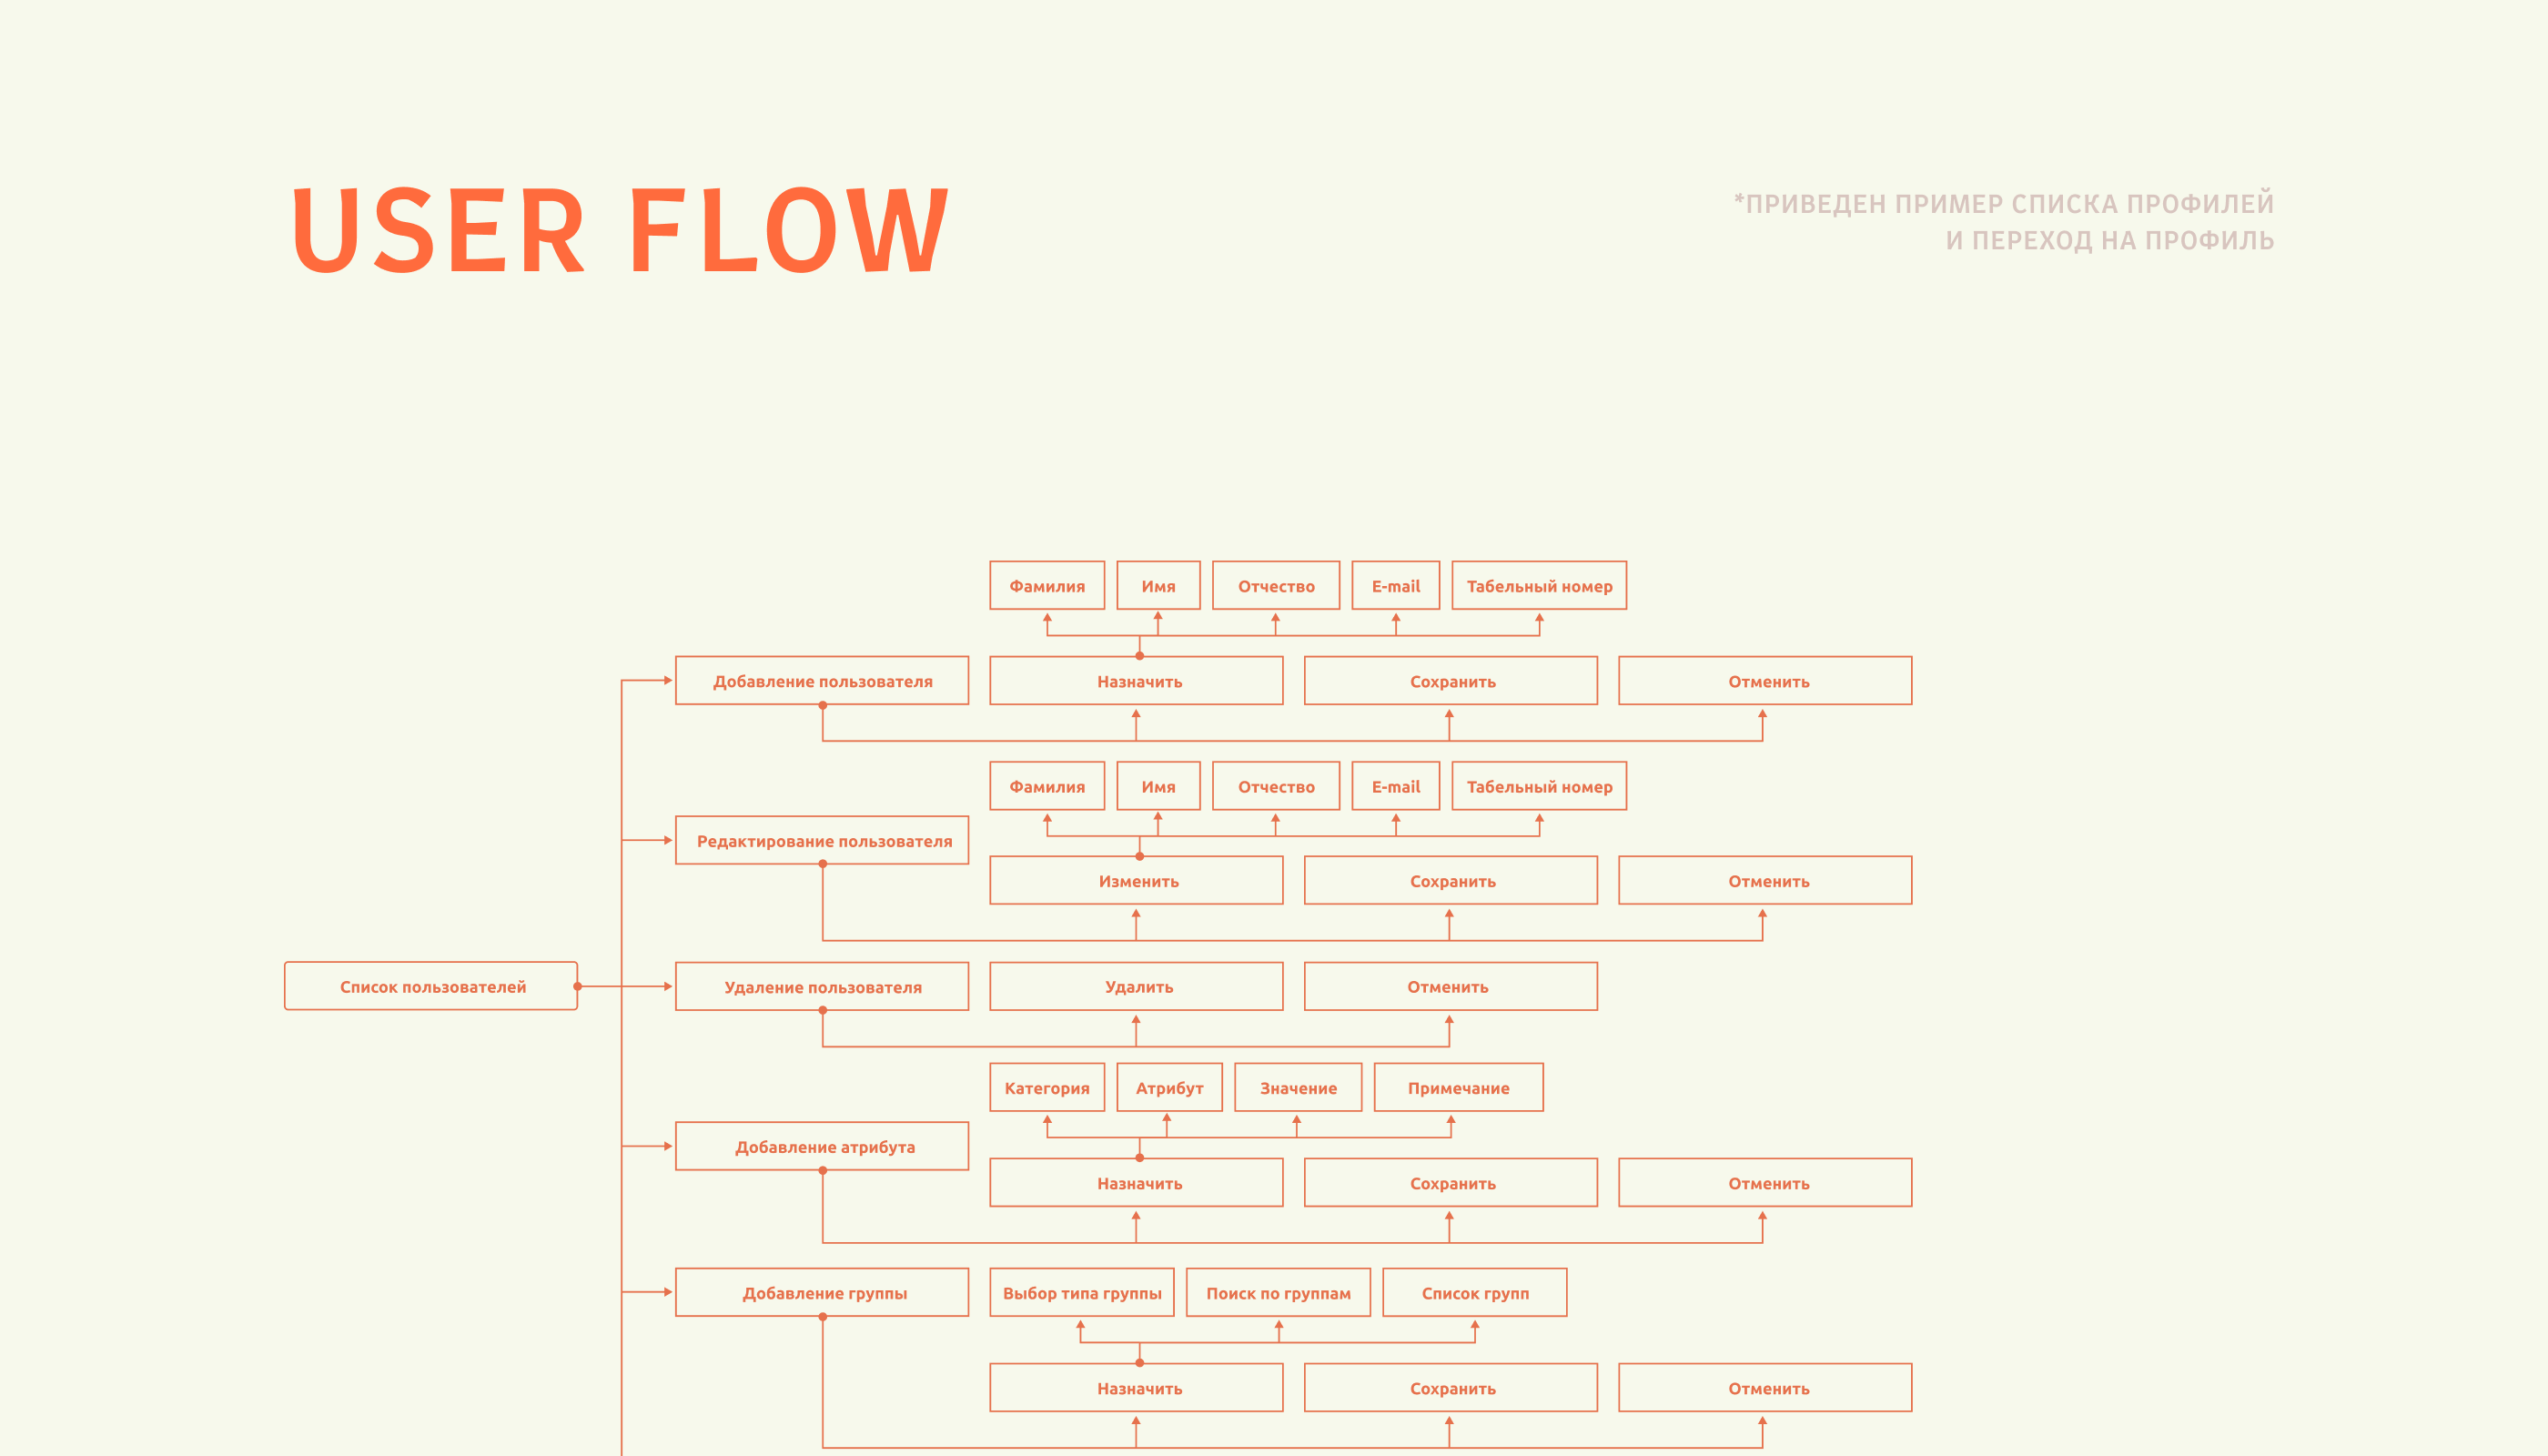 USER FLOW
*ПРИВЕДЕН ПРИМЕР СПИСКА ПРОФИЛЕЙ
И ПЕРЕХОД НА ПРОФИЛЬ
Фамилия Имя Отчество E-mail Табельный номер
Добавление пользователя Назначить Сохранить Отменить
Фамилия Имя Отчество E-mail Табельный номер
Редактирование пользователя
Изменить Сохранить Отменить
Список пользователей Удаление пользователя Удалить Отменить
Категория Атрибут Значение Примечание
Добавление атрибута
Назначить Сохранить Отменить
Добавление группы Выбор типа группы Поиск по группам Список групп
Назначить Сохранить Отменить